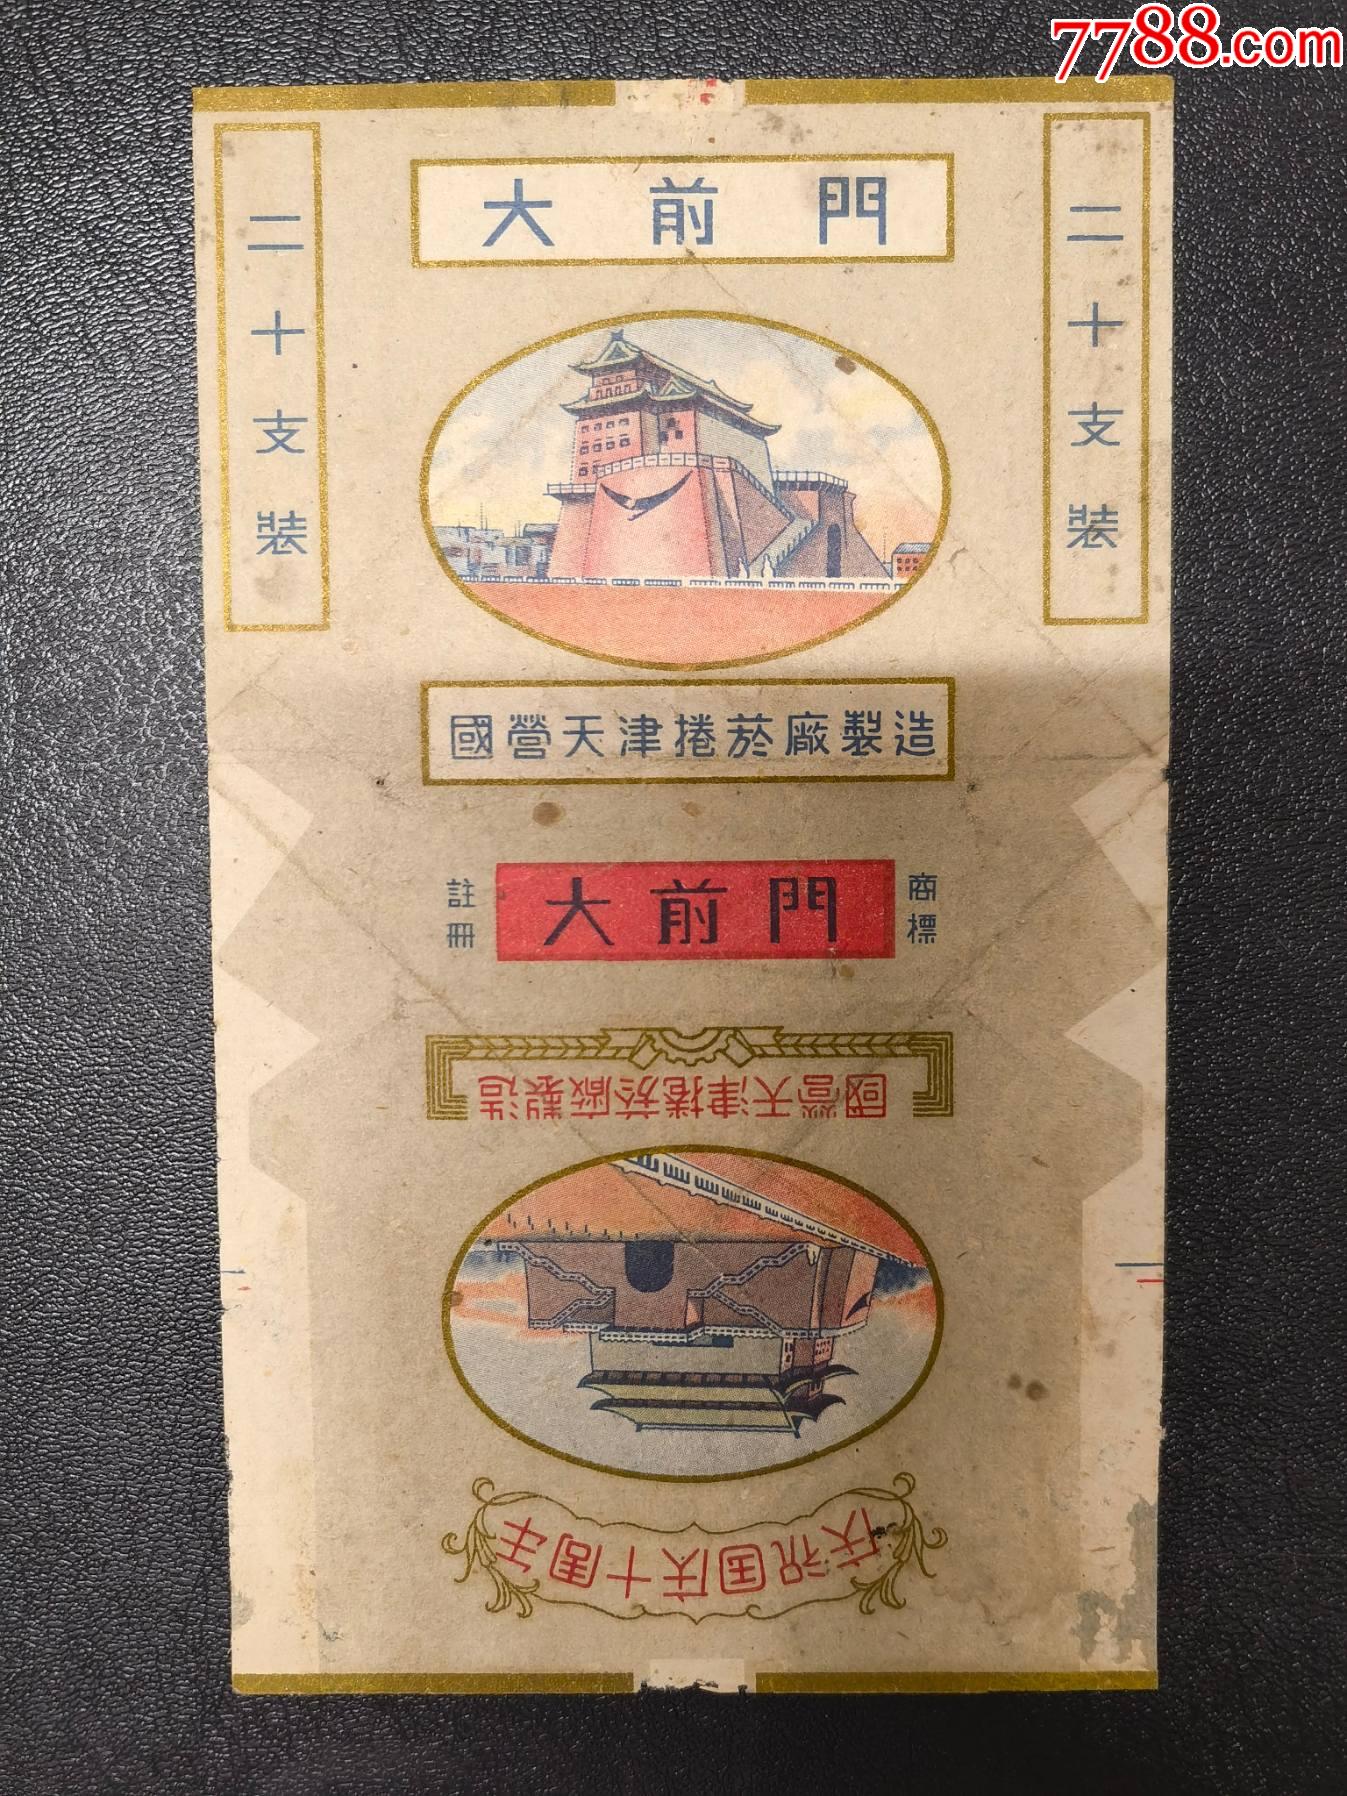 7788.com
大前門
二十支裝
二十支裝
國營天津捲菸廠製造
註冊
大前門
商標
國營天津捲菸廠製造
庆祝国庆十周年